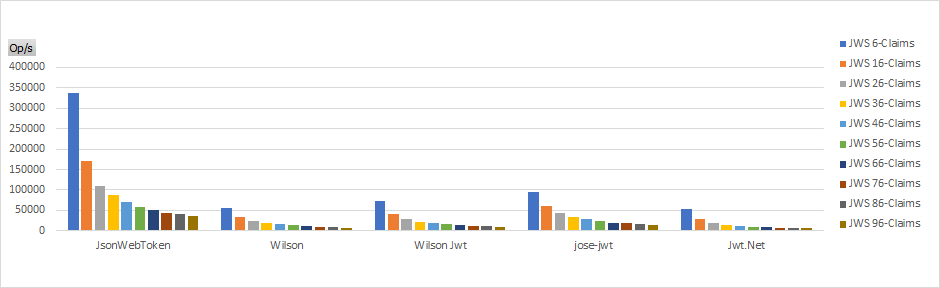 Op/s
400000
350000
300000
250000
200000
150000
100000
50000
0
JsonWebToken
Wilson
Wilson Jwt
jose-jwt
Jwt.Net
JWS 6-Claims
JWS 16-Claims
JWS 26-Claims
JWS 36-Claims
JWS 46-Claims
JWS 56-Claims
JWS 66-Claims
JWS 76-Claims
JWS 86-Claims
JWS 96-Claims